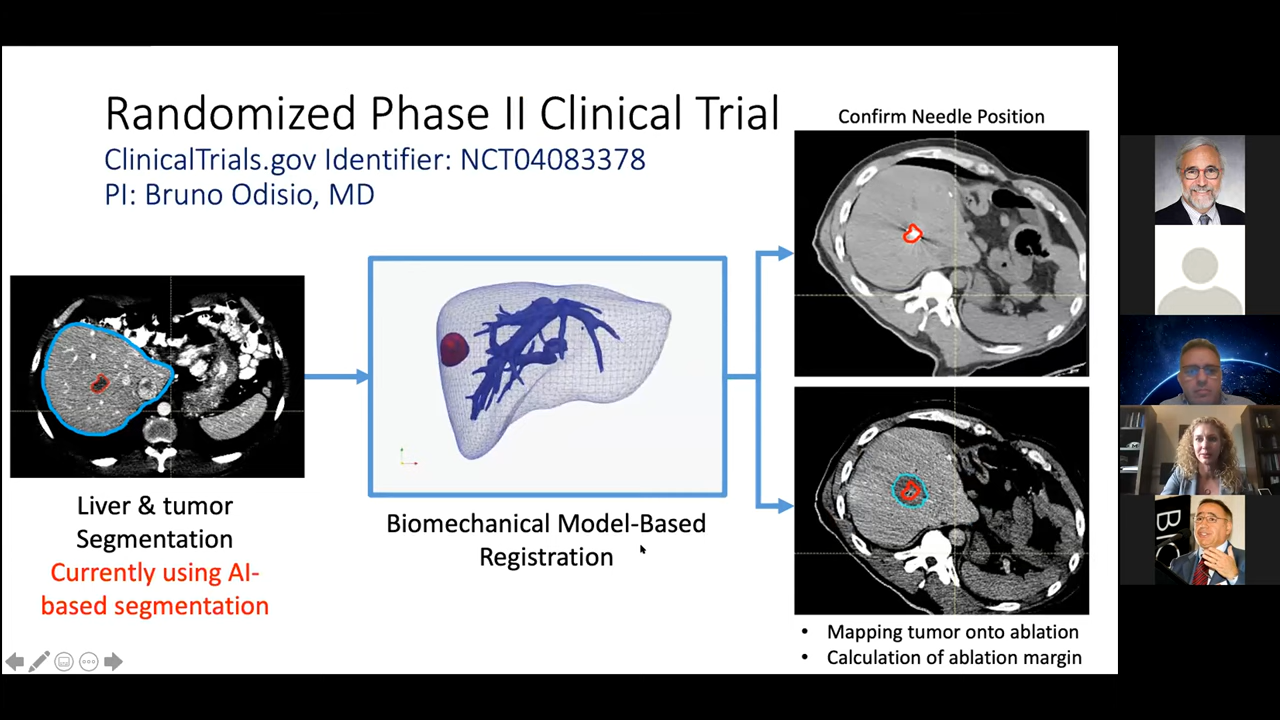 Randomized Phase II Clinical Trial
ClinicalTrials.gov Identifier: NCT04083378
PI: Bruno Odisio, MD
Confirm Needle Position
Liver & tumor
Segmentation
Currently using AI-
based segmentation
Biomechanical Model-Based
Registration
• Mapping tumor onto ablation
• Calculation of ablation margin